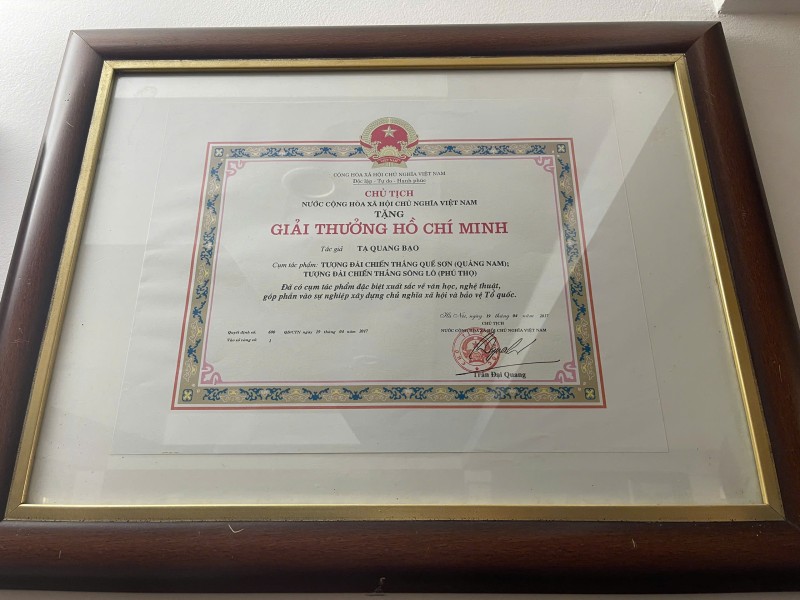 CỘNG HÒA XÃ HỘI CHỦ NGHĨA VIỆT NAM
Độc lập - Tự do - Hạnh phúc
CHỦ TỊCH
NƯỚC CỘNG HÒA XÃ HỘI CHỦ NGHĨA VIỆT NAM
TẶNG
GIẢI THƯỞNG HỒ CHÍ MINH
Tác giả TẠ QUANG BẠO
Cụm tác phẩm: TƯỢNG ĐÀI CHIẾN THẮNG QUẾ SƠN (QUẢNG NAM);
TƯỢNG ĐÀI CHIẾN THẮNG SÔNG LÔ (PHÚ THỌ)
Đã có cụm tác phẩm đặc biệt xuất sắc về văn học, nghệ thuật,
góp phần vào sự nghiệp xây dựng chủ nghĩa xã hội và bảo vệ Tổ quốc.
Hà Nội, ngày 19 tháng 04 năm 2017
CHỦ TỊCH
NƯỚC CỘNG HÒA XÃ HỘI CHỦ NGHĨA VIỆT NAM
Quyết định số: QĐ/CTN ngày 19 tháng 04 năm 2017
Vào sổ vàng số: 1
Trần Đại Quang